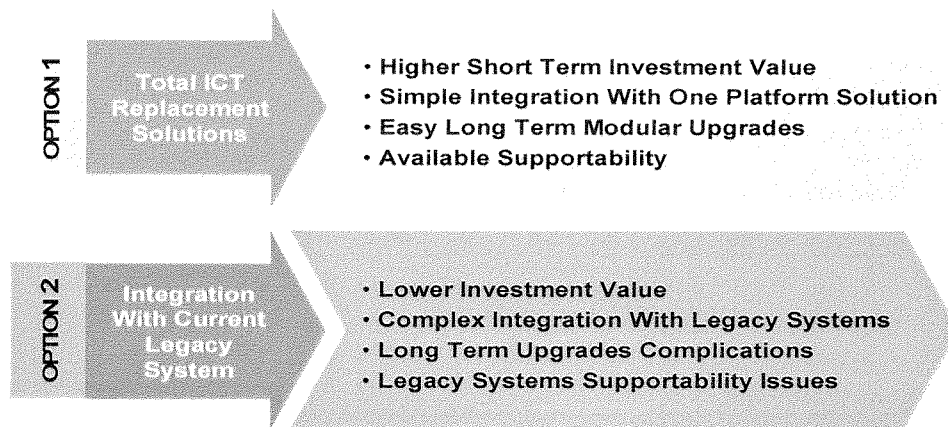 OPTION 1
Total ICT
Replacement
Solutions
• Higher Short Term Investment Value
• Simple Integration With One Platform Solution
• Easy Long Term Modular Upgrades
• Available Supportability
OPTION 2
Integration
With Current
Legacy
System
• Lower Investment Value
• Complex Integration With Legacy Systems
• Long Term Upgrades Complications
• Legacy Systems Supportability Issues